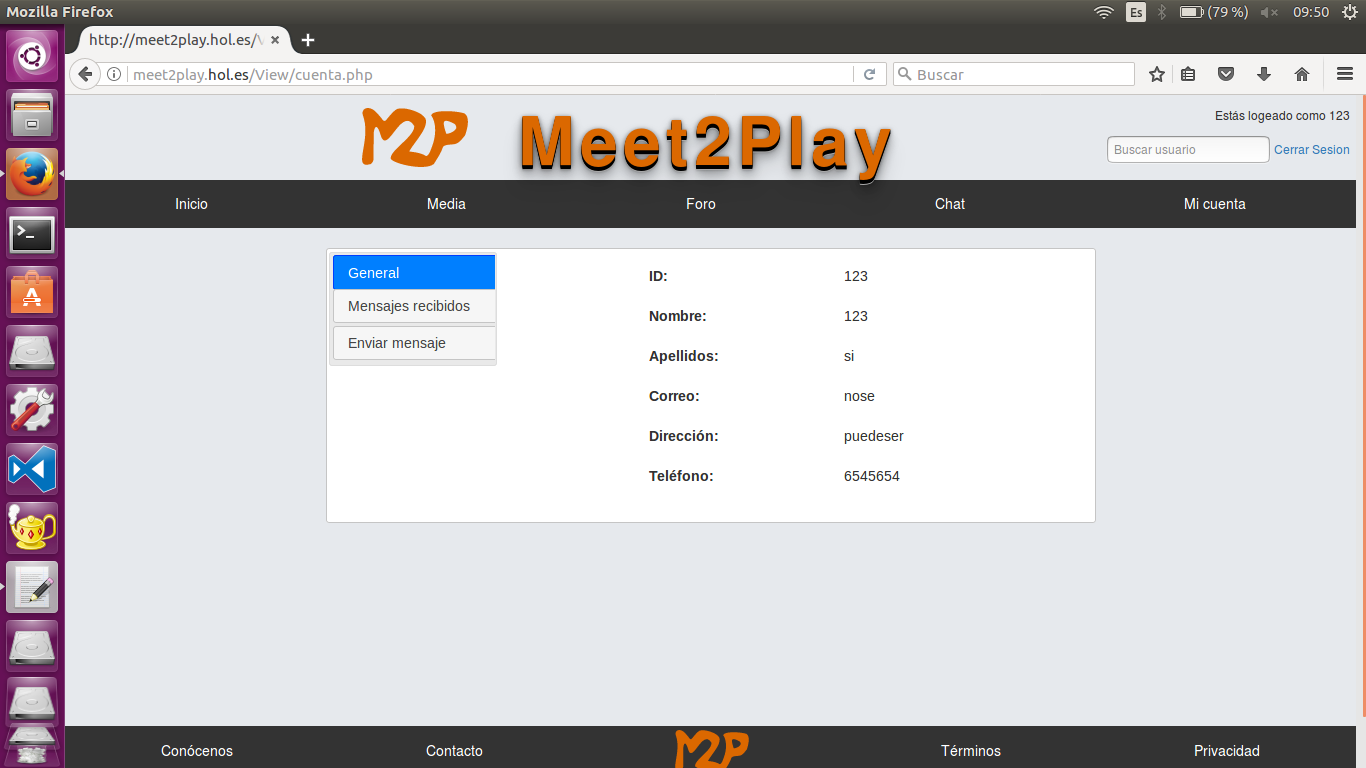 Mozilla Firefox
Es
(79 %)
09:50
http://meet2play.hol.es/V
meet2play.hol.es/View/cuenta.php
Buscar
M2P
Meet2Play
Estás logeado como 123
Buscar usuario
Cerrar Sesion
Inicio
Media
Foro
Chat
Mi cuenta
General
Mensajes recibidos
Enviar mensaje
ID: 123
Nombre: 123
Apellidos: si
Correo: nose
Dirección: puedeser
Teléfono: 6545654
Conócenos
Contacto
M2P
Términos
Privacidad